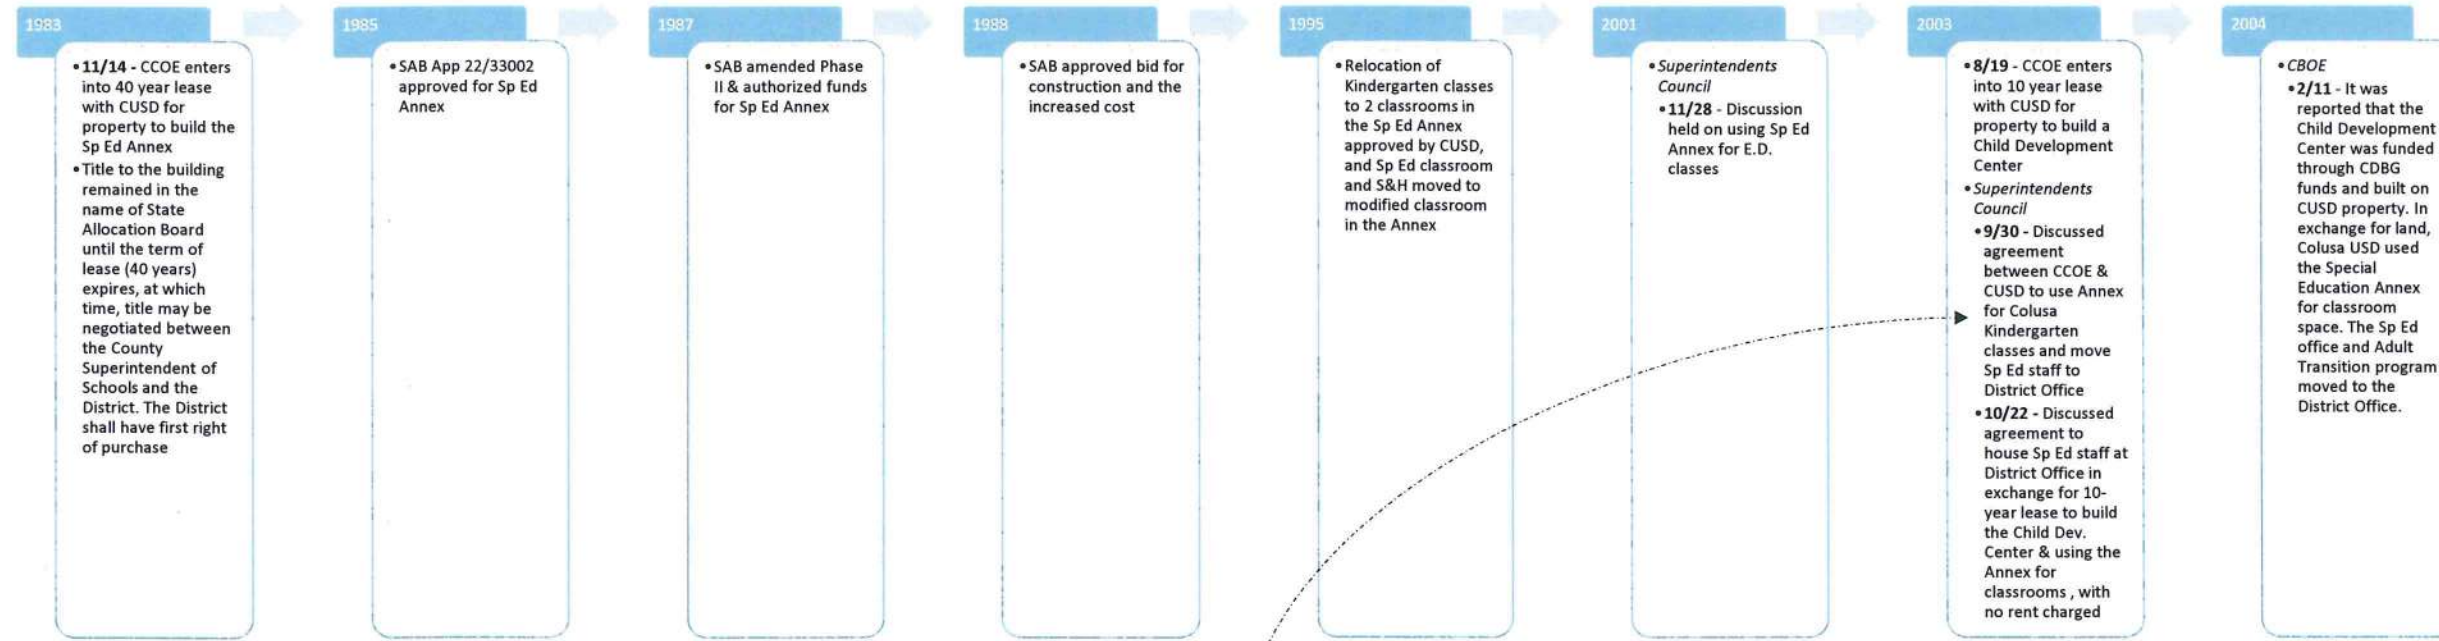 1983
• 11/14 - CCOE enters
into 40 year lease
with CUSD for
property to build the
Sp Ed Annex
• Title to the building
remained in the
name of State
Allocation Board
until the term of
lease (40 years)
expires, at which
time, title may be
negotiated between
the County
Superintendent of
Schools and the
District. The District
shall have first right
of purchase
1985
• SAB App 22/33002
approved for Sp Ed
Annex
1987
• SAB amended Phase
II & authorized funds
for Sp Ed Annex
1988
• SAB approved bid for
construction and the
increased cost
1995
• Relocation of
Kindergarten classes
to 2 classrooms in
the Sp Ed Annex
approved by CUSD,
and Sp Ed classroom
and S&H moved to
modified classroom
in the Annex
2001
• Superintendents
Council
• 11/28 - Discussion
held on using Sp Ed
Annex for E.D.
classes
2003
• 8/19 - CCOE enters
into 10 year lease
with CUSD for
property to build a
Child Development
Center
• Superintendents
Council
• 9/30 - Discussed
agreement
between CCOE &
CUSD to use Annex
for Colusa
Kindergarten
classes and move
Sp Ed staff to
District Office
• 10/22 - Discussed
agreement to
house Sp Ed staff at
District Office in
exchange for 10-
year lease to build
the Child Dev.
Center & using the
Annex for
classrooms , with
no rent charged
2004
• CBOE
• 2/11 - It was
reported that the
Child Development
Center was funded
through CDBG
funds and built on
CUSD property. In
exchange for land,
Colusa USD used
the Special
Education Annex
for classroom
space. The Sp Ed
office and Adult
Transition program
moved to the
District Office.